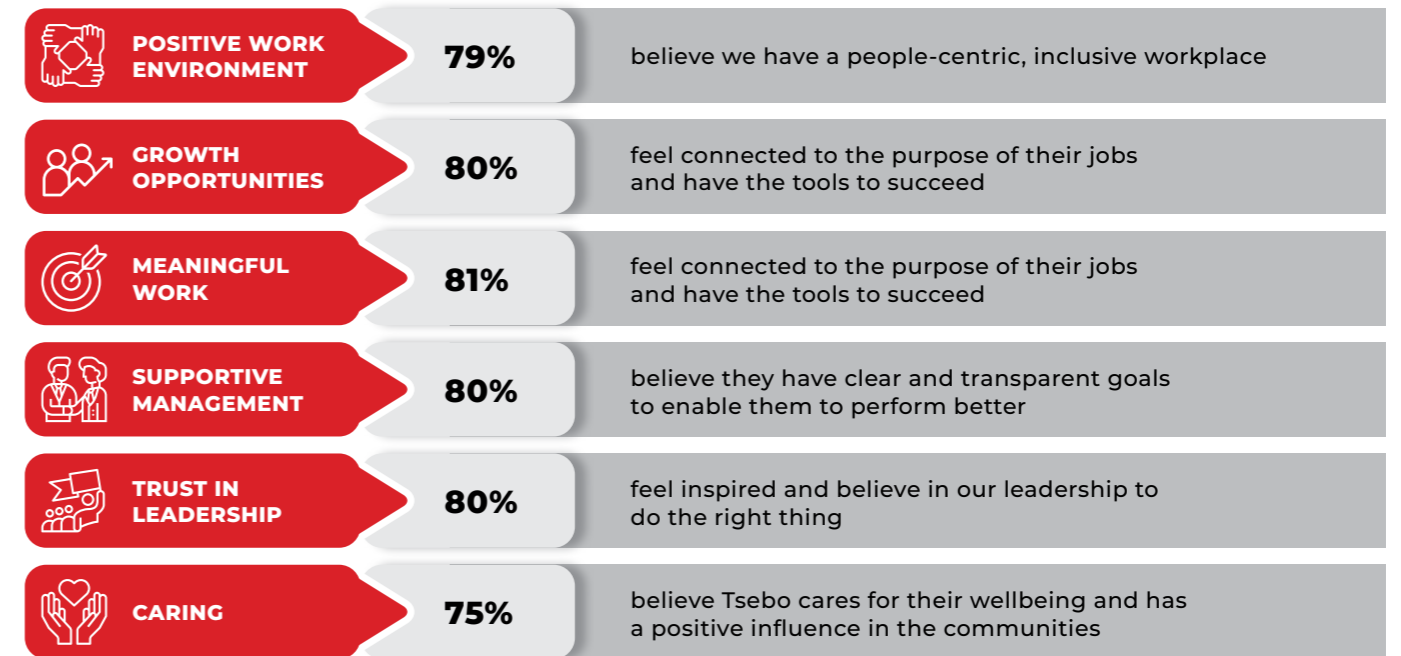 POSITIVE WORK
ENVIRONMENT
79%
believe we have a people-centric, inclusive workplace
GROWTH
OPPORTUNITIES
80%
feel connected to the purpose of their jobs
and have the tools to succeed
MEANINGFUL
WORK
81%
feel connected to the purpose of their jobs
and have the tools to succeed
SUPPORTIVE
MANAGEMENT
80%
believe they have clear and transparent goals
to enable them to perform better
TRUST IN
LEADERSHIP
80%
feel inspired and believe in our leadership to
do the right thing
CARING
75%
believe Tsebo cares for their wellbeing and has
a positive influence in the communities